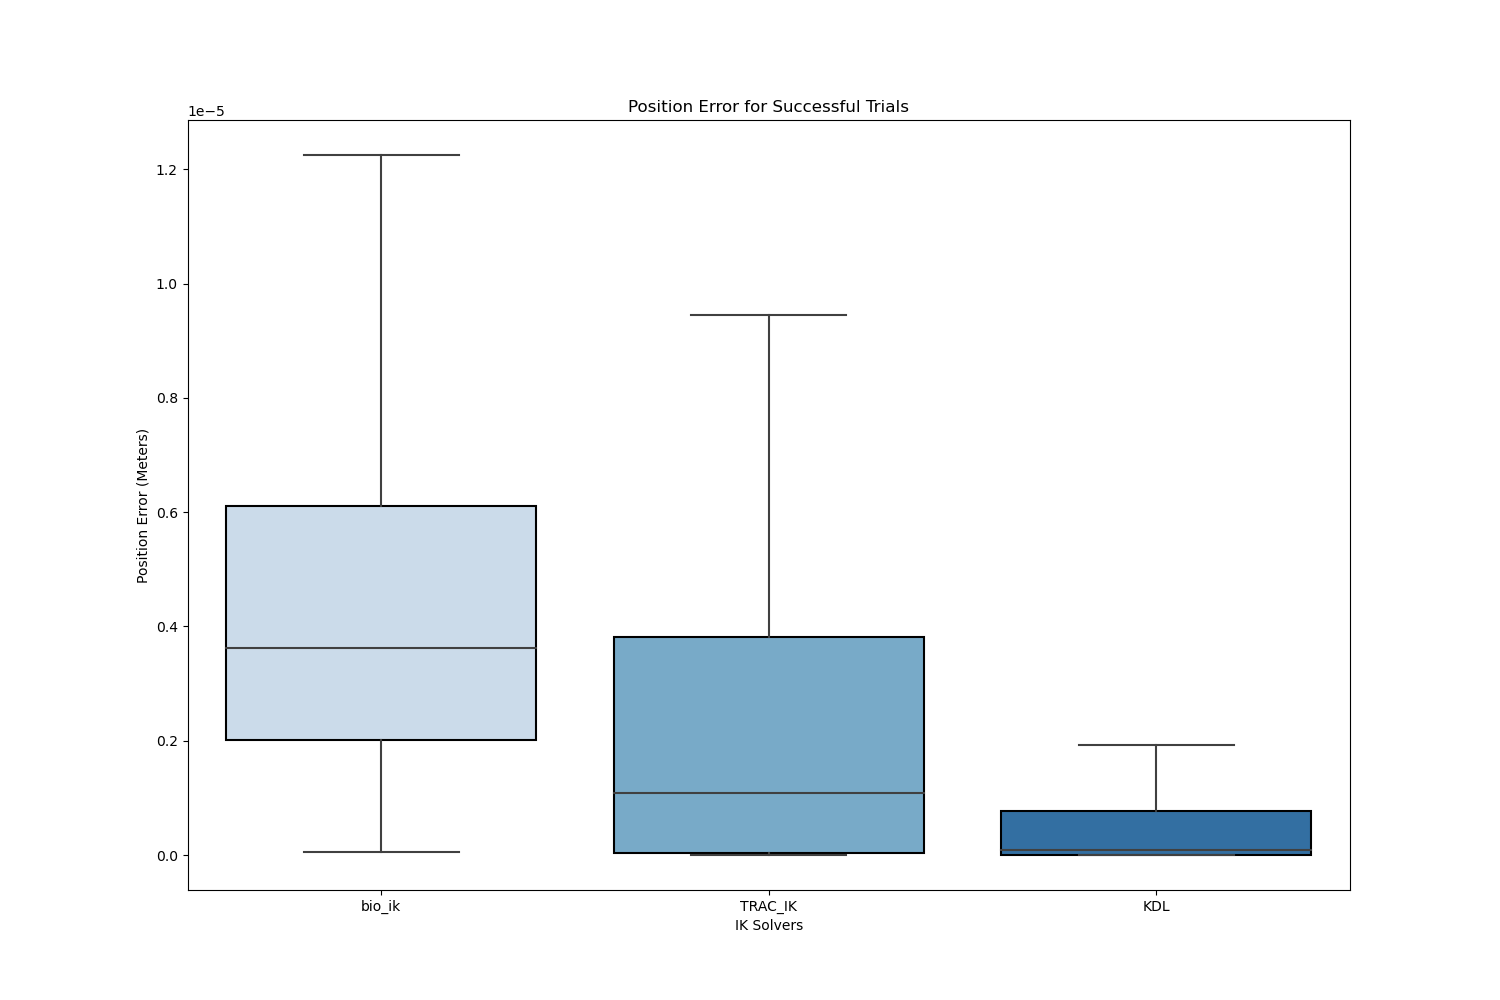 Position Error for Successful Trials
1e−5
1.2
1.0
0.8
0.6
0.4
0.2
0.0
Position Error (Meters)
bio_ik TRAC_IK KDL
IK Solvers